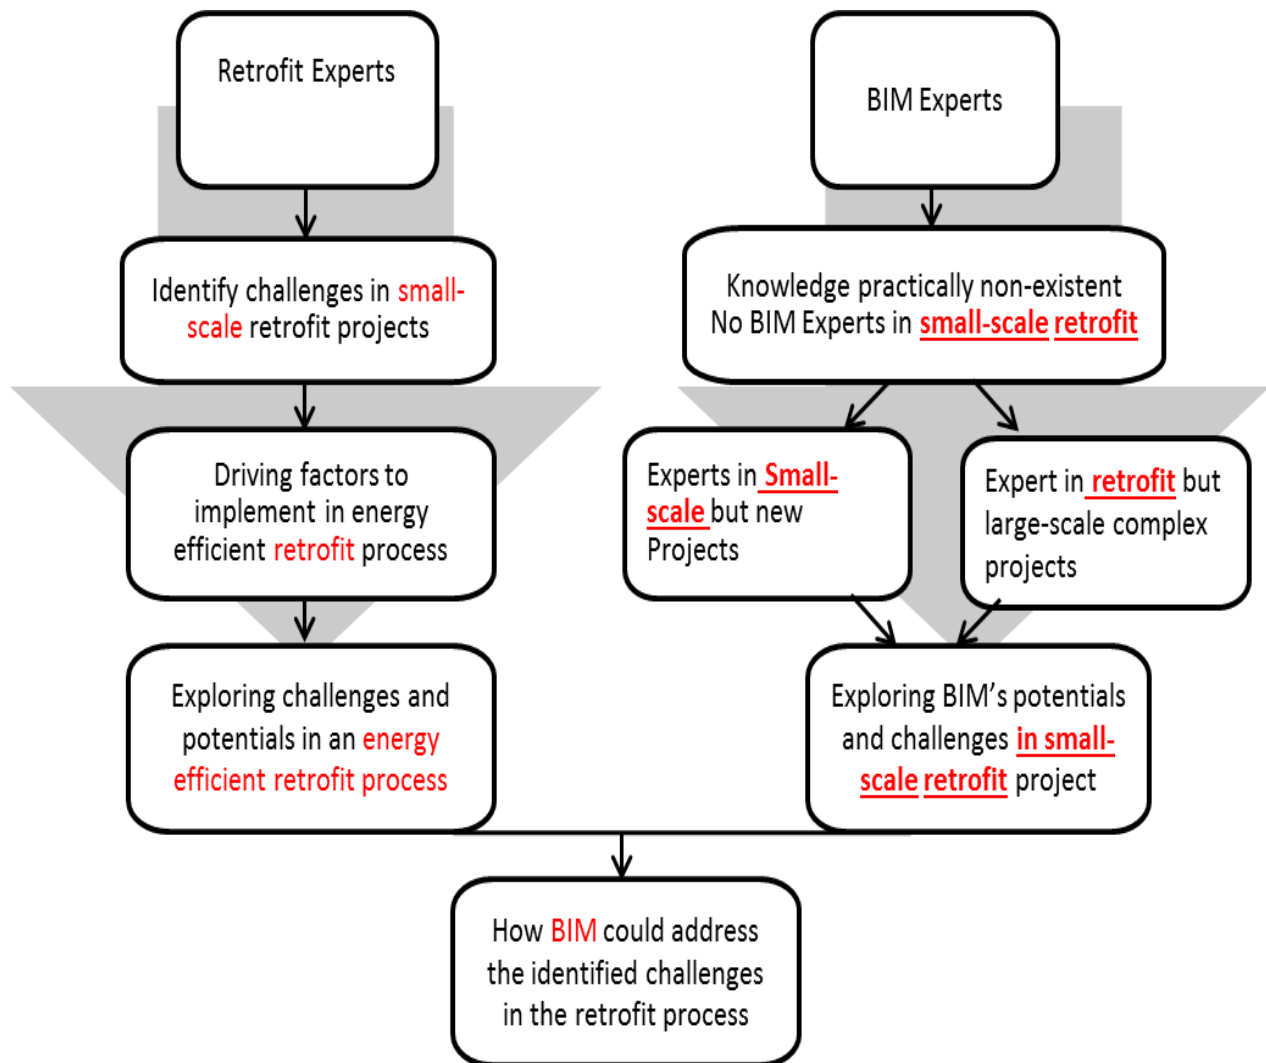 Retrofit Experts
BIM Experts
Identify challenges in small-
scale retrofit projects
Knowledge practically non-existent
No BIM Experts in small-scale retrofit
Driving factors to
implement in energy
efficient retrofit process
Experts in Small-
scale but new
Projects
Expert in retrofit but
large-scale complex
projects
Exploring challenges and
potentials in an energy
efficient retrofit process
Exploring BIM’s potentials
and challenges in small-
scale retrofit project
How BIM could address
the identified challenges
in the retrofit process